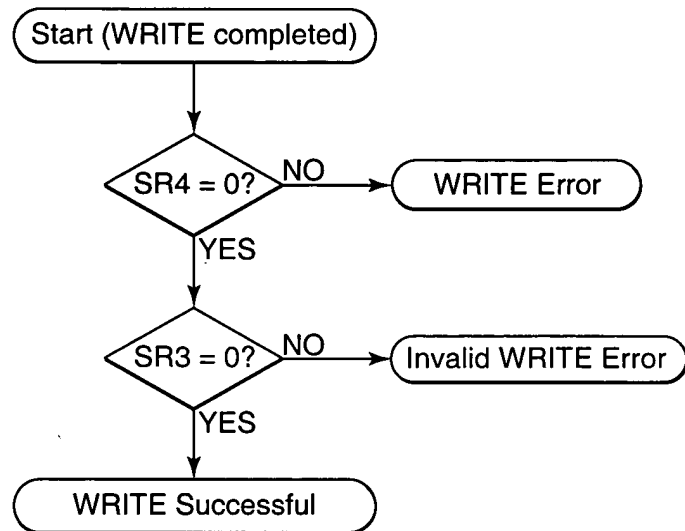 Start (WRITE completed)
SR4 = 0?
NO
WRITE Error
YES
SR3 = 0?
NO
Invalid WRITE Error
YES
WRITE Successful